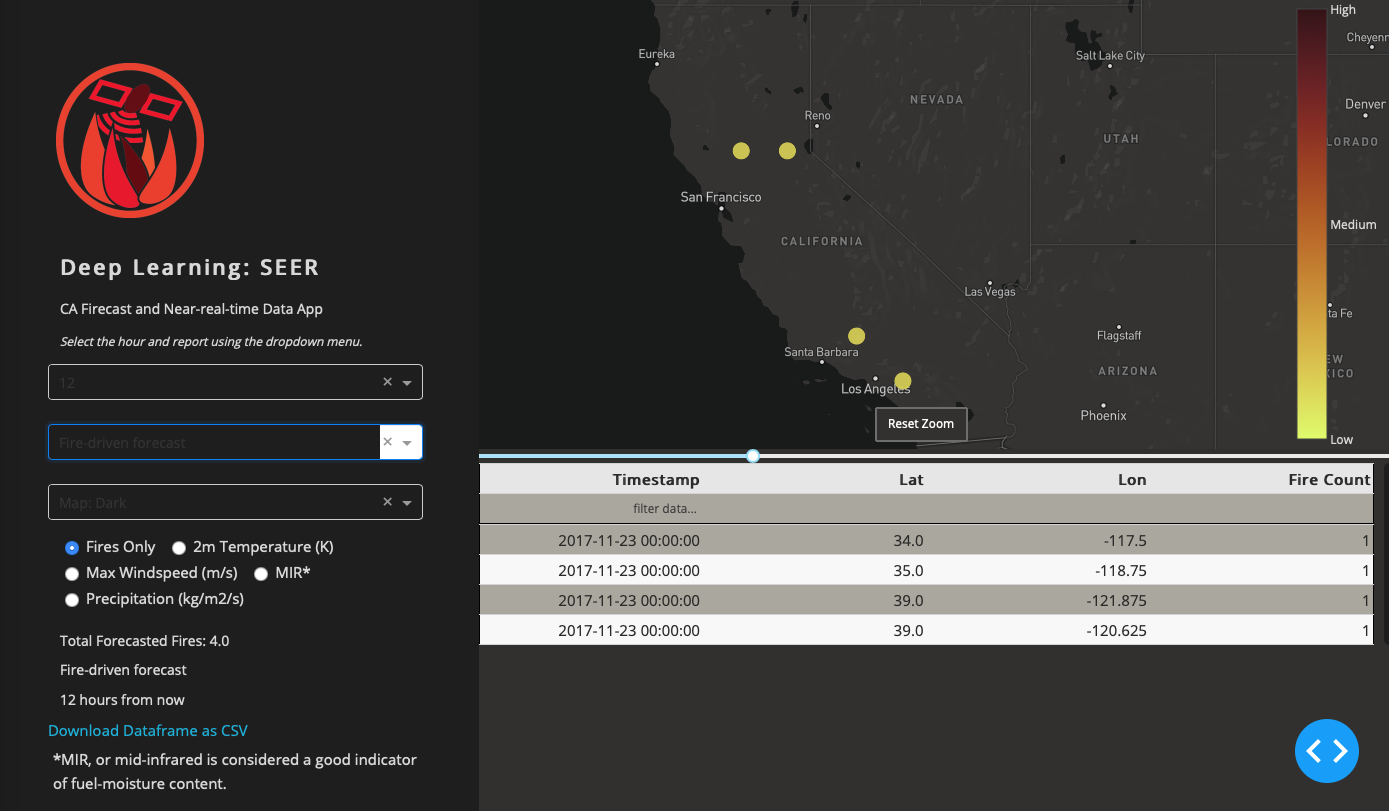 Deep Learning: SEER
CA Firecast and Near-real-time Data App
Select the hour and report using the dropdown menu.
12
Fire-driven forecast
Map: Dark
Fires Only
2m Temperature (K)
Max Windspeed (m/s)
MIR*
Precipitation (kg/m2/s)
Total Forecasted Fires: 4.0
Fire-driven forecast
12 hours from now
Download Dataframe as CSV
*MIR, or mid-infrared is considered a good indicator
of fuel-moisture content.
High
Cheyenn
Eureka
Salt Lake City
NEVADA
Denver
Reno
UTAH
LORADO
San Francisco
Medium
CALIFORNIA
Las Vegas
ta Fe
Flagstaff
Santa Barbara
EW
ARIZONA
XICO
Los Angeles
Phoenix
Reset Zoom
Low
Timestamp Lat Lon Fire Count
filter data...
2017-11-23 00:00:00 34.0 -117.5 1
2017-11-23 00:00:00 35.0 -118.75 1
2017-11-23 00:00:00 39.0 -121.875 1
2017-11-23 00:00:00 39.0 -120.625 1